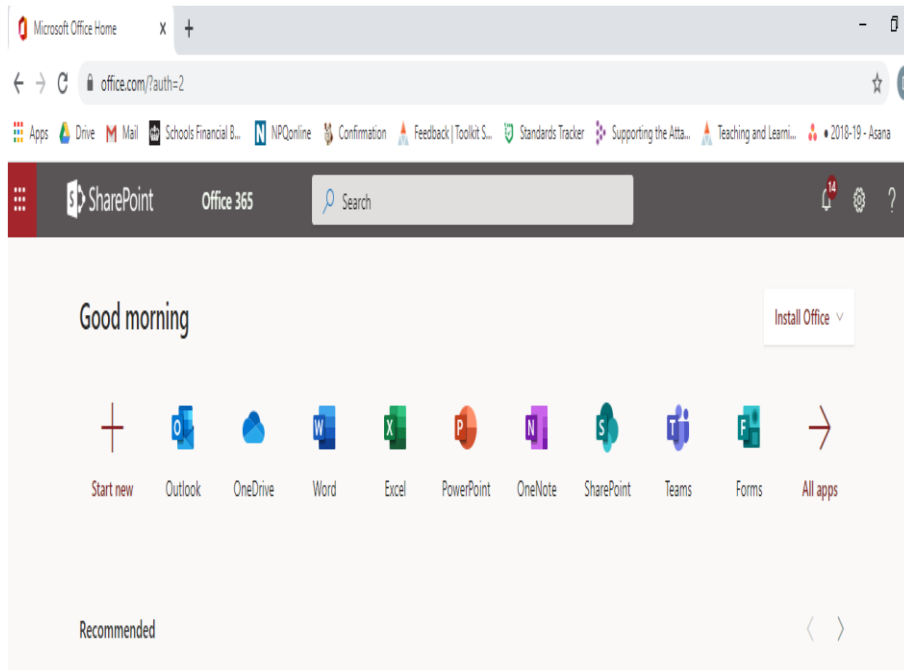 Microsoft Office Home
office.com/?auth=2
Apps Drive Mail Schools Financial B... NPQonline Confirmation Feedback | Toolkit S... Standards Tracker Supporting the Atta... Teaching and Learni... • 2018-19 - Asana
SharePoint Office 365 Search 14 ?
Good morning
Install Office
Start new Outlook OneDrive Word Excel PowerPoint OneNote SharePoint Teams Forms All apps
Recommended